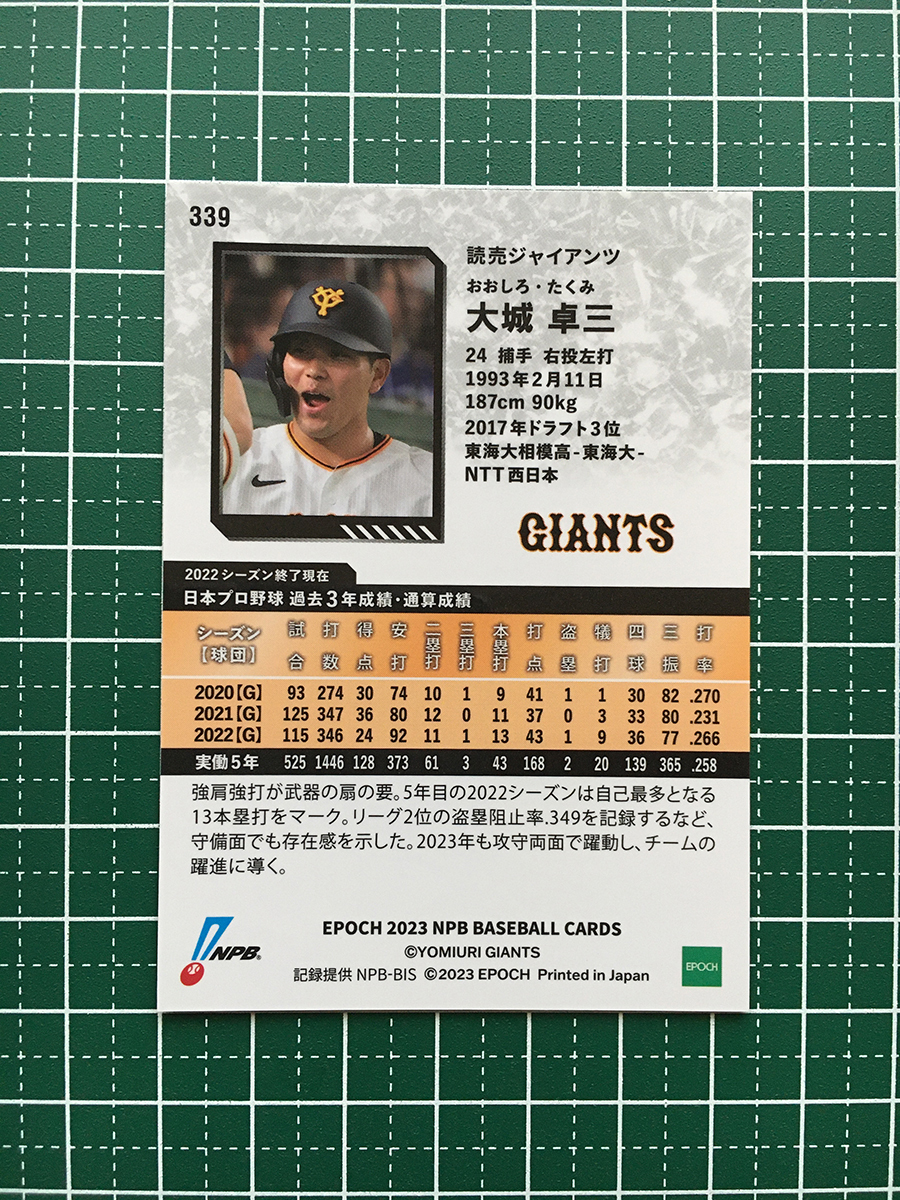 339
読売ジャイアンツ
おおしろ・たくみ
大城 卓三
24 捕手 右投左打
1993年2月11日
187cm 90kg
2017年ドラフト3位
東海大相模高-東海大-
NTT西日本
GIANTS
2022シーズン終了現在
日本プロ野球 過去3年成績・通算成績
シーズン【球団】 試合 打数 得点 安打 二塁打 三塁打 本塁打 打点 盗塁 犠打 四球 三振 打率
2020【G】 93 274 30 74 10 1 9 41 1 1 30 82 .270
2021【G】 125 347 36 80 12 0 11 37 0 3 33 80 .231
2022【G】 115 346 24 92 11 1 13 43 1 9 36 77 .266
実働5年 525 1446 128 373 61 3 43 168 2 20 139 365 .258
強肩強打が武器の扇の要。5年目の2022シーズンは自己最多となる
13本塁打をマーク。リーグ2位の盗塁阻止率.349を記録するなど、
守備面でも存在感を示した。2023年も攻守両面で躍動し、チームの
躍進に導く。
NPB
EPOCH 2023 NPB BASEBALL CARDS
©YOMIURI GIANTS
記録提供 NPB-BIS ©2023 EPOCH Printed in Japan
EPOCH